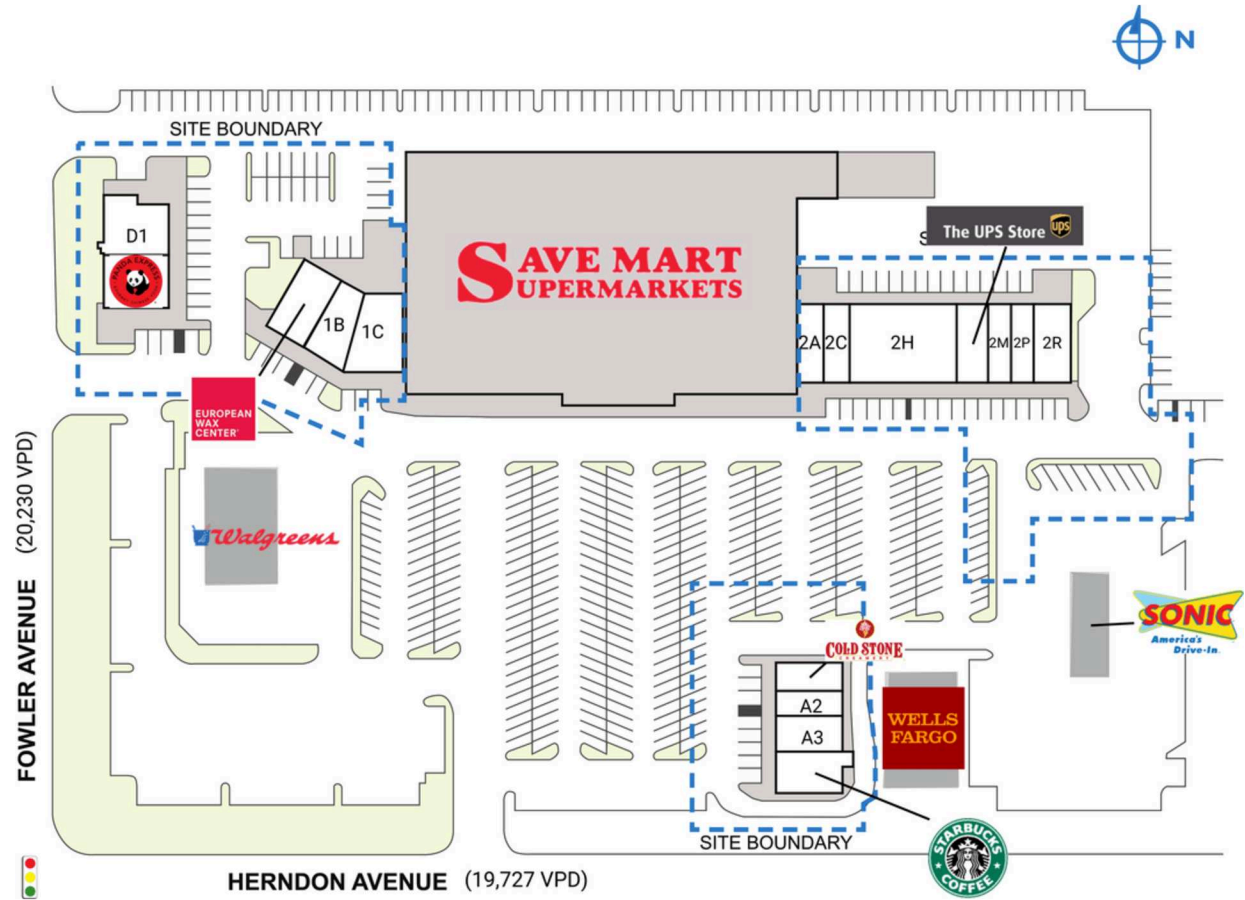 N
SITE BOUNDARY
The UPS Store
ups
S
D1
PANDA EXPRESS
SAVE MART
SUPERMARKETS
1B
1C
2A
2C
2H
2M
2P
2R
EUROPEAN
WAX
CENTER
Walgreens
FOWLER AVENUE (20,230 VPD)
SONIC
America's
Drive-In
COLD STONE
CREAMERY
A2
A3
WELLS
FARGO
SITE BOUNDARY
STARBUCKS
COFFEE
HERNDON AVENUE (19,727 VPD)